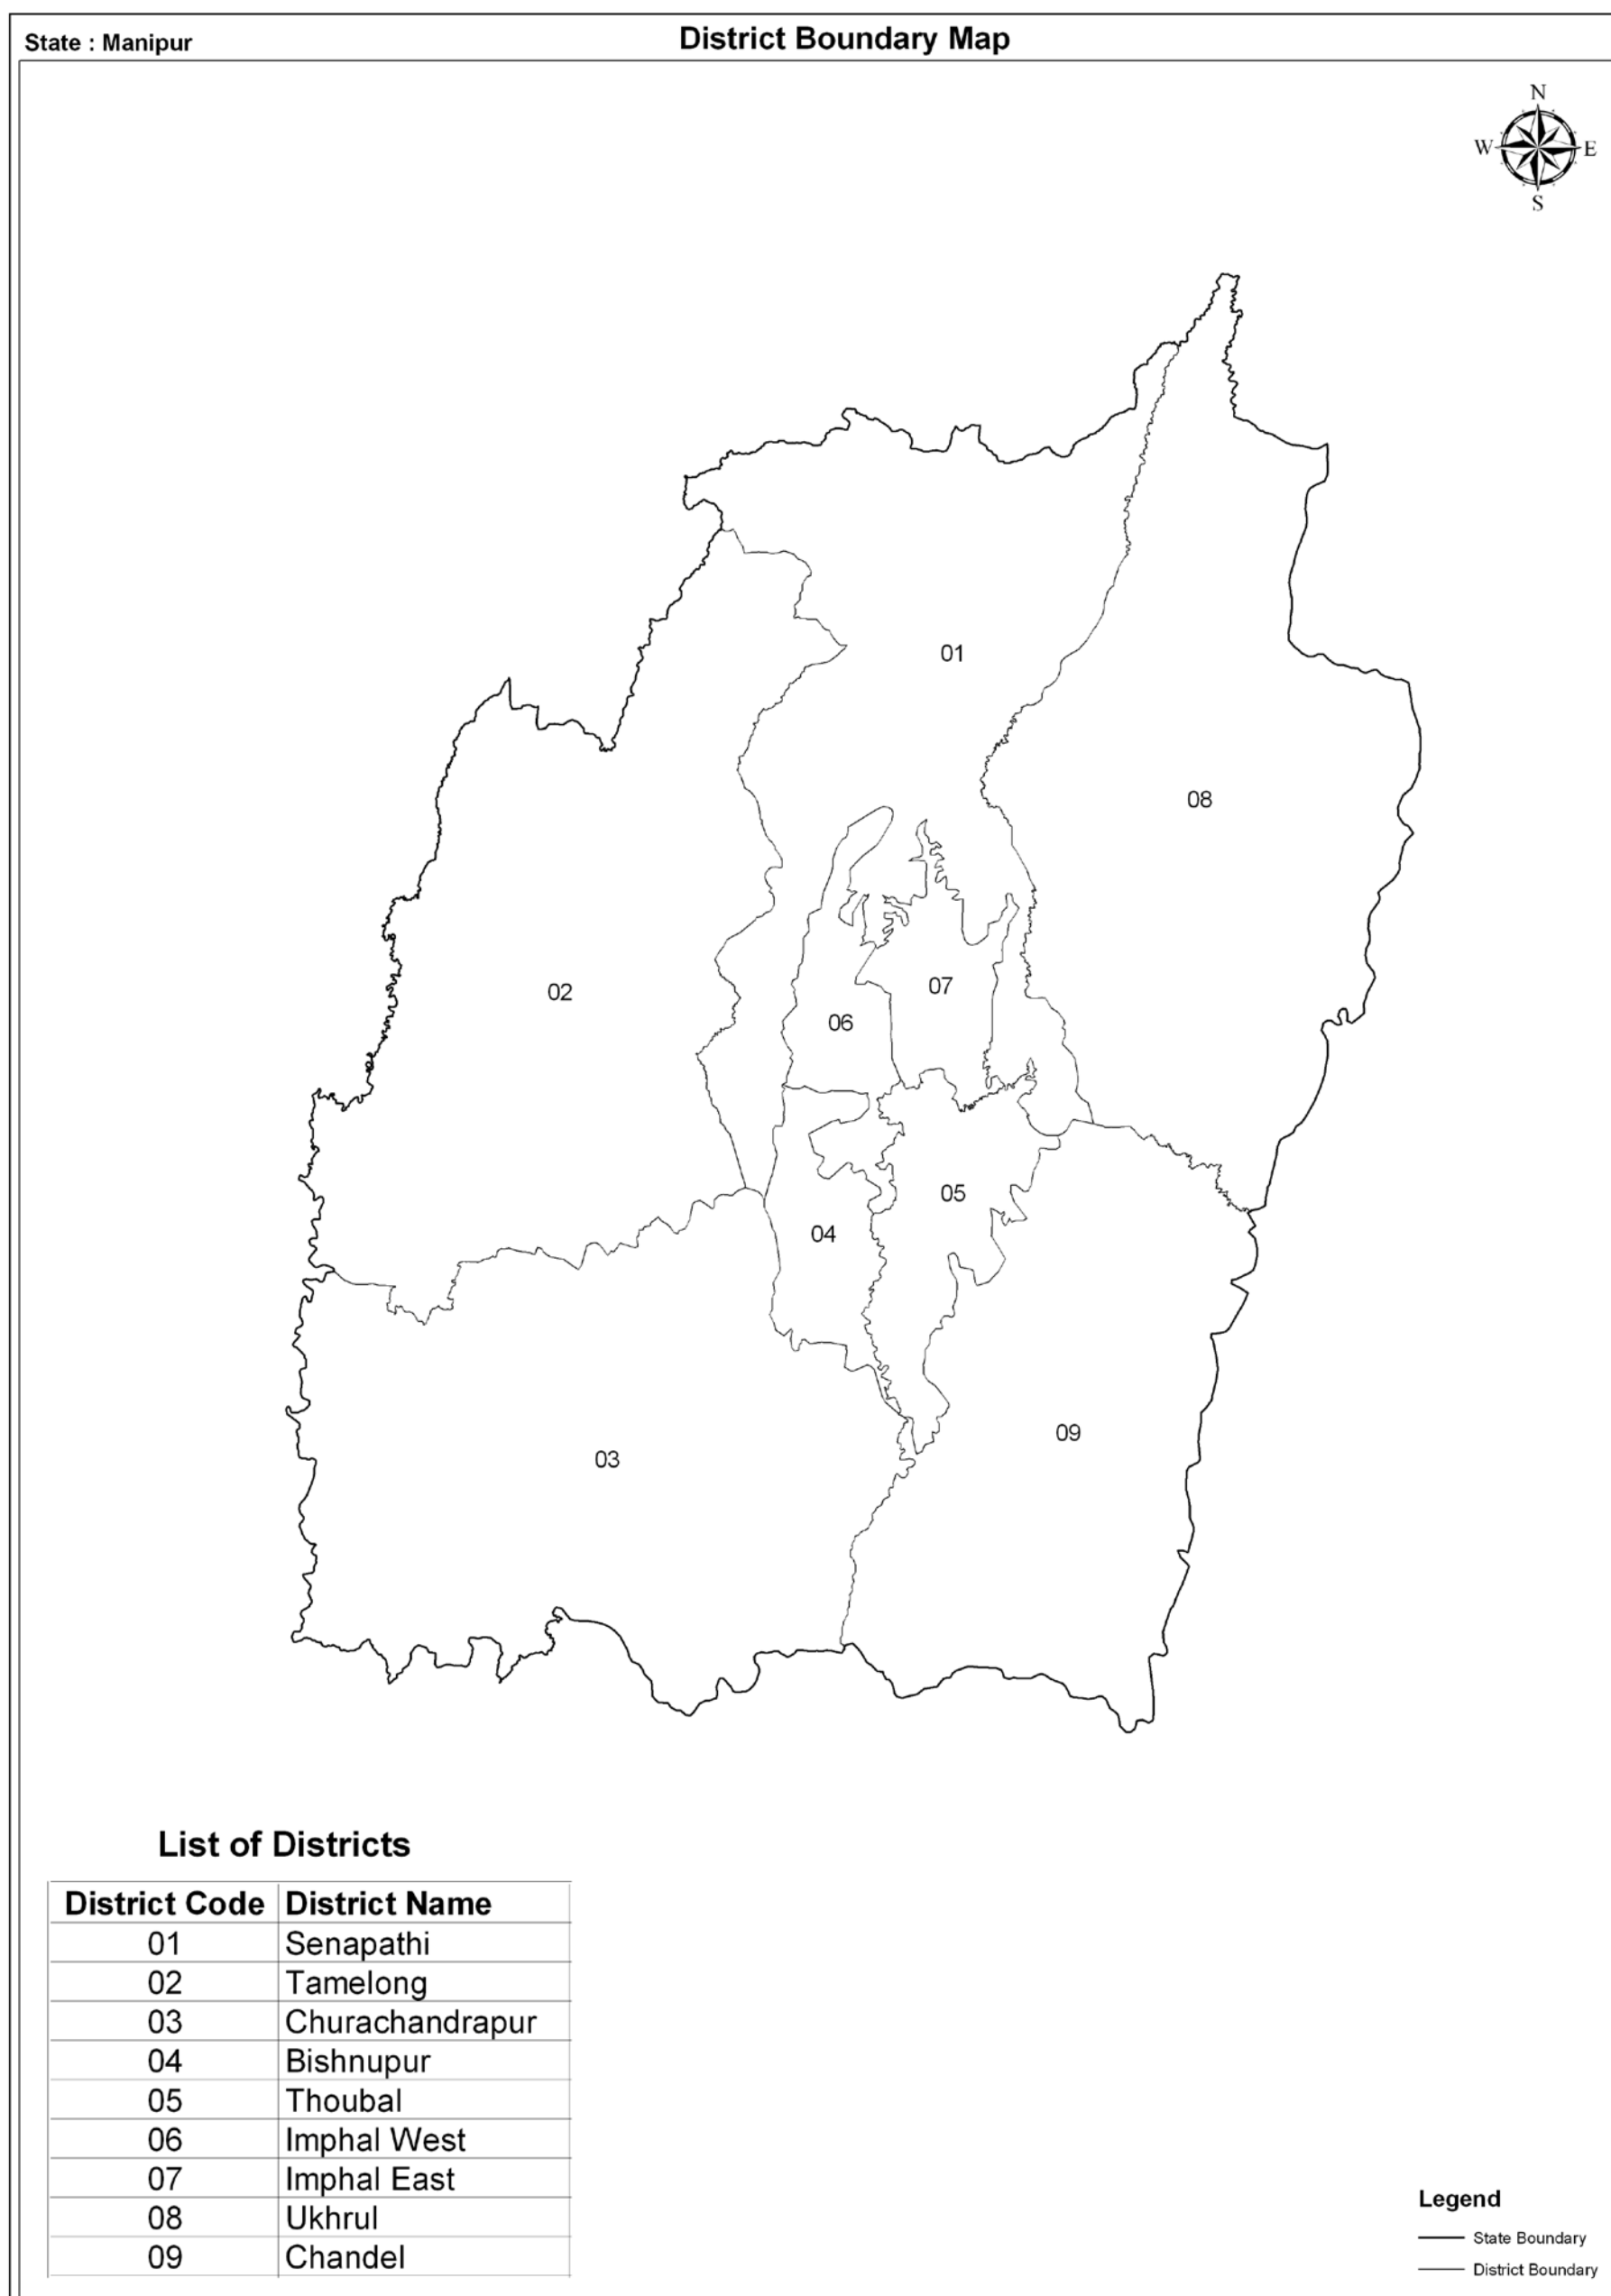 State : Manipur
District Boundary Map
N
W E
S
01
08
02
07
06
05
04
09
03
List of Districts
District Code District Name
01 Senapathi
02 Tamelong
03 Churachandrapur
04 Bishnupur
05 Thoubal
06 Imphal West
07 Imphal East
08 Ukhrul
09 Chandel
Legend
State Boundary
District Boundary